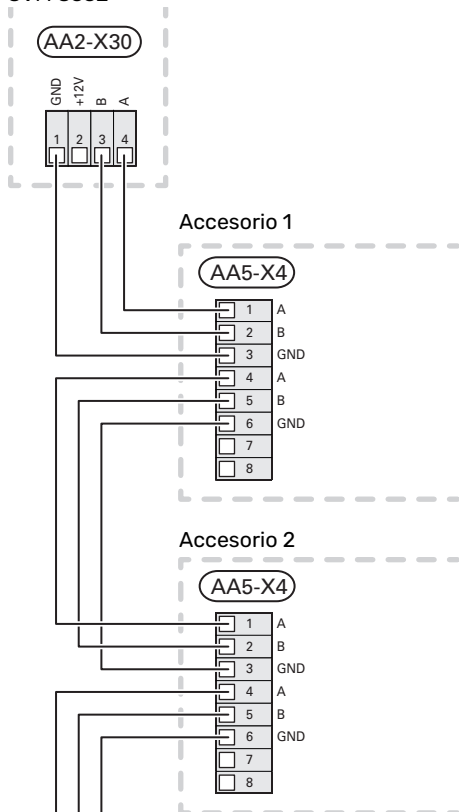 AA2-X30
GND +12V B A
1 2 3 4
Accesorio 1
AA5-X4
1 A
2 B
3 GND
4 A
5 B
6 GND
7
8
Accesorio 2
AA5-X4
1 A
2 B
3 GND
4 A
5 B
6 GND
7
8